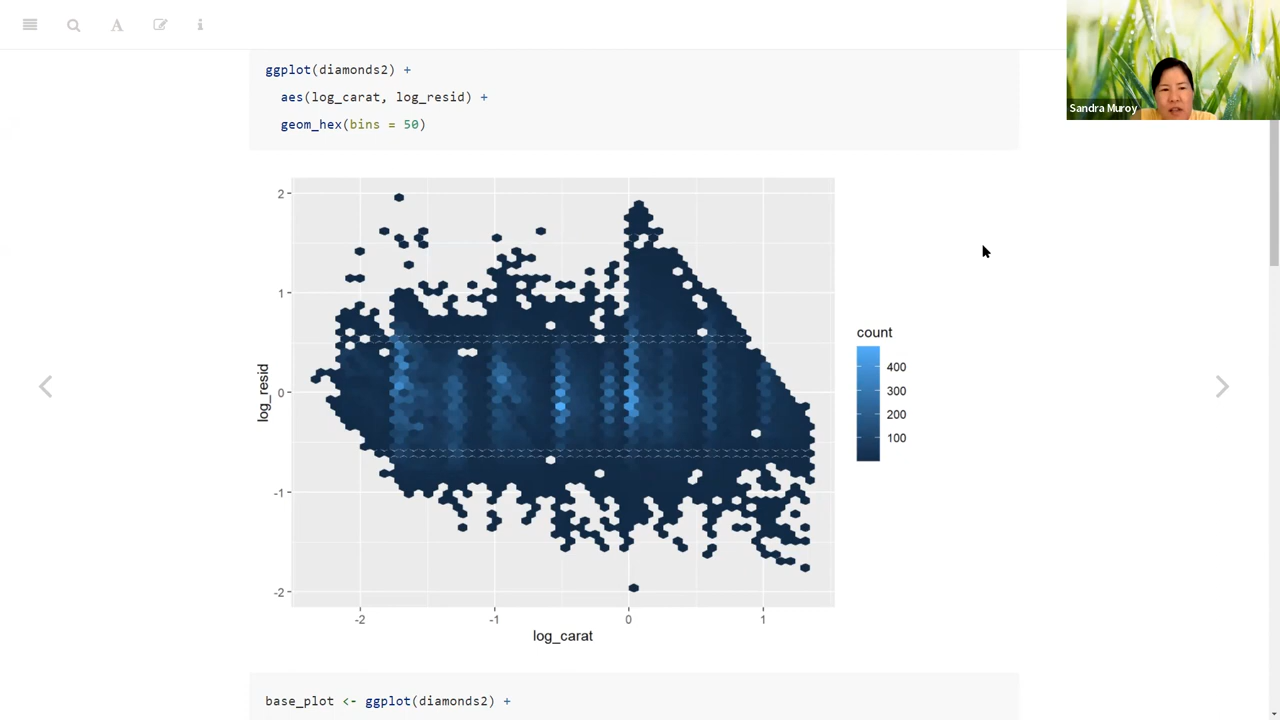 A i
ggplot(diamonds2) +
aes(log_carat, log_resid) +
geom_hex(bins = 50)
Sandra Muroy
2
1
0
-1
-2
log_resid
-2 -1 0 1
log_carat
count
400
300
200
100
base_plot <- ggplot(diamonds2) +